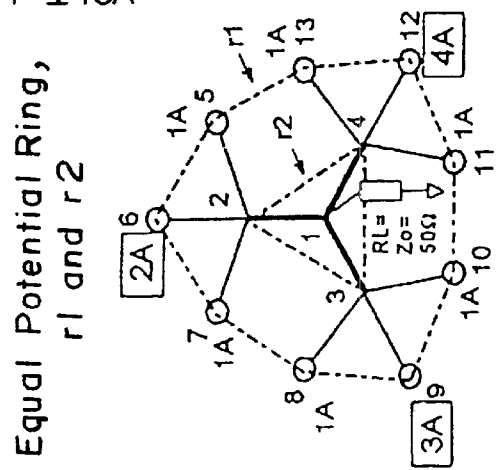 Equal Potential Ring,
r1 and r2
r1
r2
1A
13
12
4A
5
1A
4
1A
11
6
2A
2
1
RL=
Zo=
50Ω
7
1A
3
10
1A
8
1A
9
3A